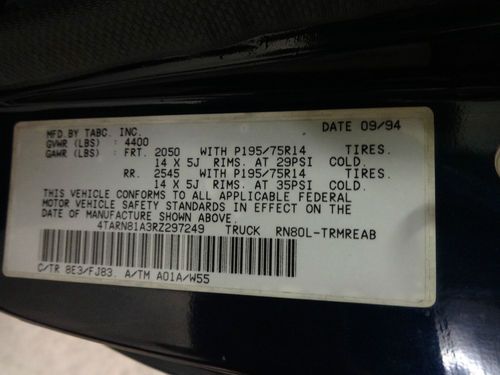 MFD BY TABC, INC. DATE 09/94
GVWR (LBS) : 4400
GAWR (LBS) : FRT. 2050 WITH P195/75R14 TIRES.
14 X 5J RIMS. AT 29PSI COLD.
RR. 2545 WITH P195/75R14 TIRES.
14 X 5J RIMS. AT 35PSI COLD.
THIS VEHICLE CONFORMS TO ALL APPLICABLE FEDERAL
MOTOR VEHICLE SAFETY STANDARDS IN EFFECT ON THE
DATE OF MANUFACTURE SHOWN ABOVE.
4TARN81A3RZ297249 TRUCK RN80L-TRMREAB
C/TR 8E3/FJ83. A/TM A01A/W55